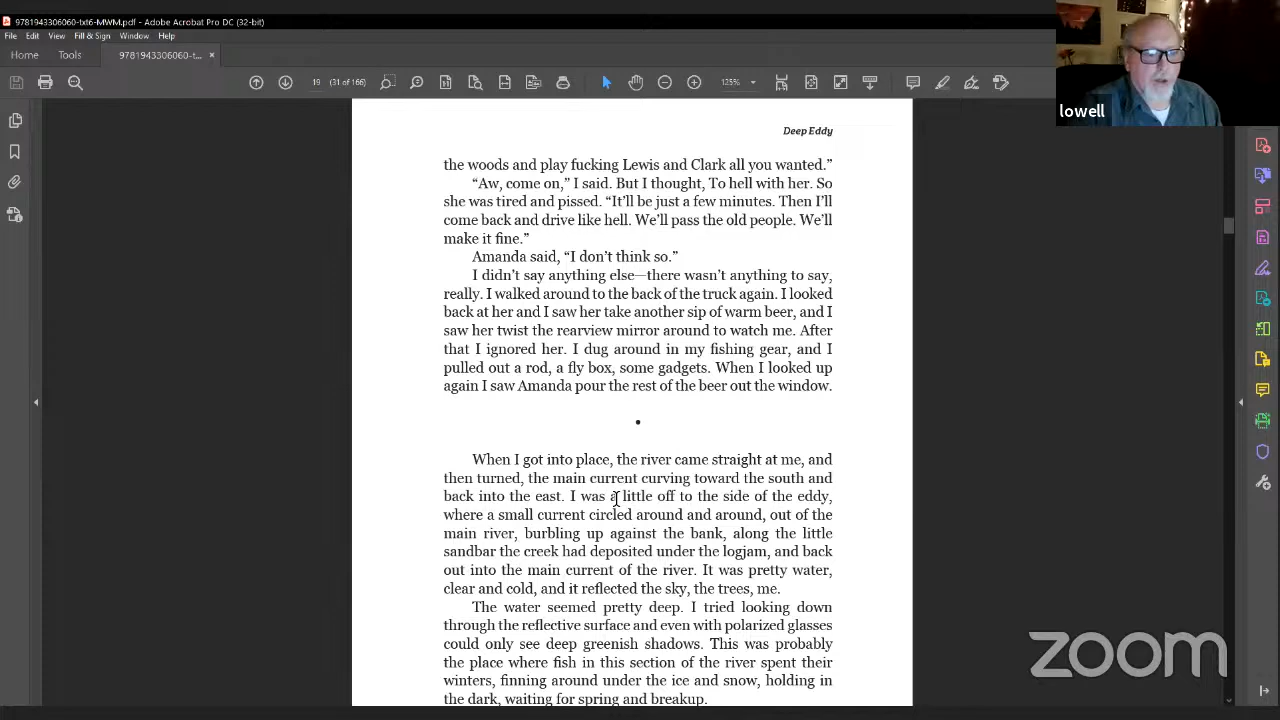 9781943306060-txt6-MWM.pdf - Adobe Acrobat Pro DC (32-bit)
File Edit View Fill & Sign Window Help
Home Tools 9781943306060-t... ×
19 (31 of 166) 125%
lowell
Deep Eddy
the woods and play fucking Lewis and Clark all you wanted.”
“Aw, come on,” I said. But I thought, To hell with her. So
she was tired and pissed. “It’ll be just a few minutes. Then I’ll
come back and drive like hell. We’ll pass the old people. We’ll
make it fine.”
Amanda said, “I don’t think so.”
I didn’t say anything else—there wasn’t anything to say,
really. I walked around to the back of the truck again. I looked
back at her and I saw her take another sip of warm beer, and I
saw her twist the rearview mirror around to watch me. After
that I ignored her. I dug around in my fishing gear, and I
pulled out a rod, a fly box, some gadgets. When I looked up
again I saw Amanda pour the rest of the beer out the window.
•
When I got into place, the river came straight at me, and
then turned, the main current curving toward the south and
back into the east. I was a little off to the side of the eddy,
where a small current circled around and around, out of the
main river, burbling up against the bank, along the little
sandbar the creek had deposited under the logjam, and back
out into the main current of the river. It was pretty water,
clear and cold, and it reflected the sky, the trees, me.
The water seemed pretty deep. I tried looking down
through the reflective surface and even with polarized glasses
could only see deep greenish shadows. This was probably
the place where fish in this section of the river spent their
winters, finning around under the ice and snow, holding in
the dark, waiting for spring and breakup.
zoom